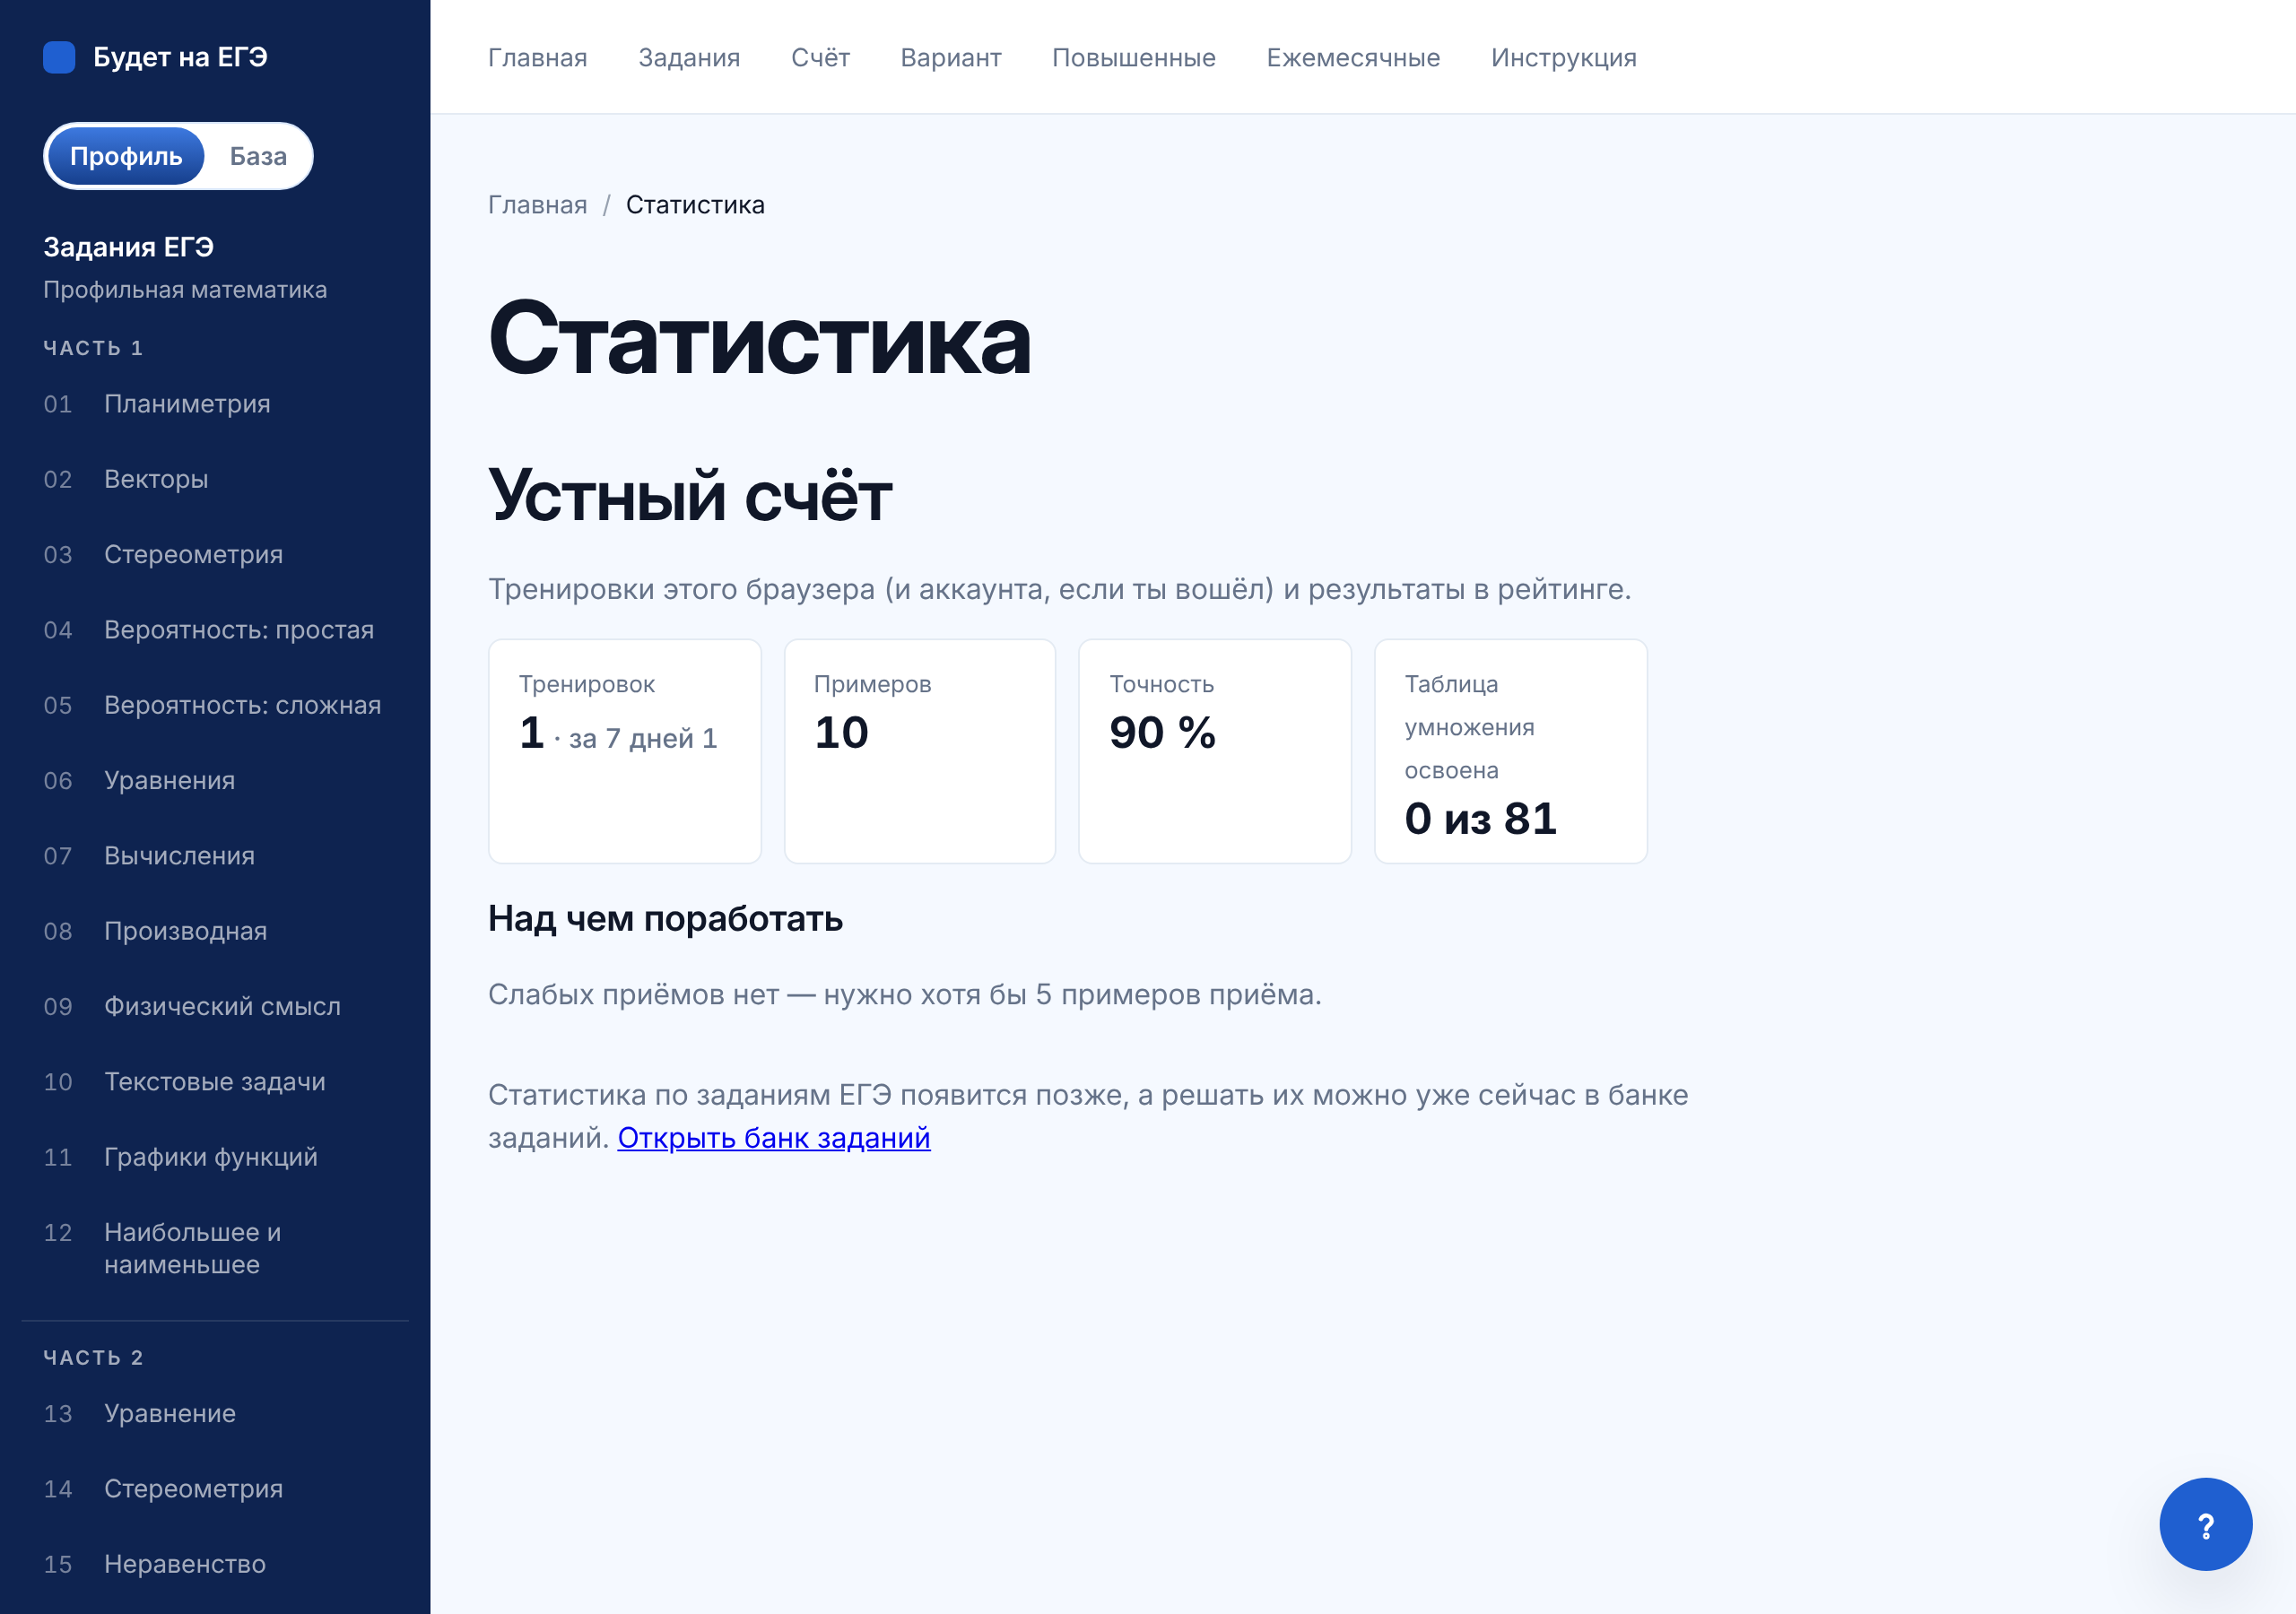 Будет на ЕГЭ
Профиль База
Задания ЕГЭ
Профильная математика
ЧАСТЬ 1
01 Планиметрия
02 Векторы
03 Стереометрия
04 Вероятность: простая
05 Вероятность: сложная
06 Уравнения
07 Вычисления
08 Производная
09 Физический смысл
10 Текстовые задачи
11 Графики функций
12 Наибольшее и
наименьшее
ЧАСТЬ 2
13 Уравнение
14 Стереометрия
15 Неравенство
Главная Задания Счёт Вариант Повышенные Ежемесячные Инструкция
Главная / Статистика
Статистика
Устный счёт
Тренировки этого браузера (и аккаунта, если ты вошёл) и результаты в рейтинге.
Тренировок
1 · за 7 дней 1
Примеров
10
Точность
90 %
Таблица
умножения
освоена
0 из 81
Над чем поработать
Слабых приёмов нет — нужно хотя бы 5 примеров приёма.
Статистика по заданиям ЕГЭ появится позже, а решать их можно уже сейчас в банке
заданий. Открыть банк заданий
?